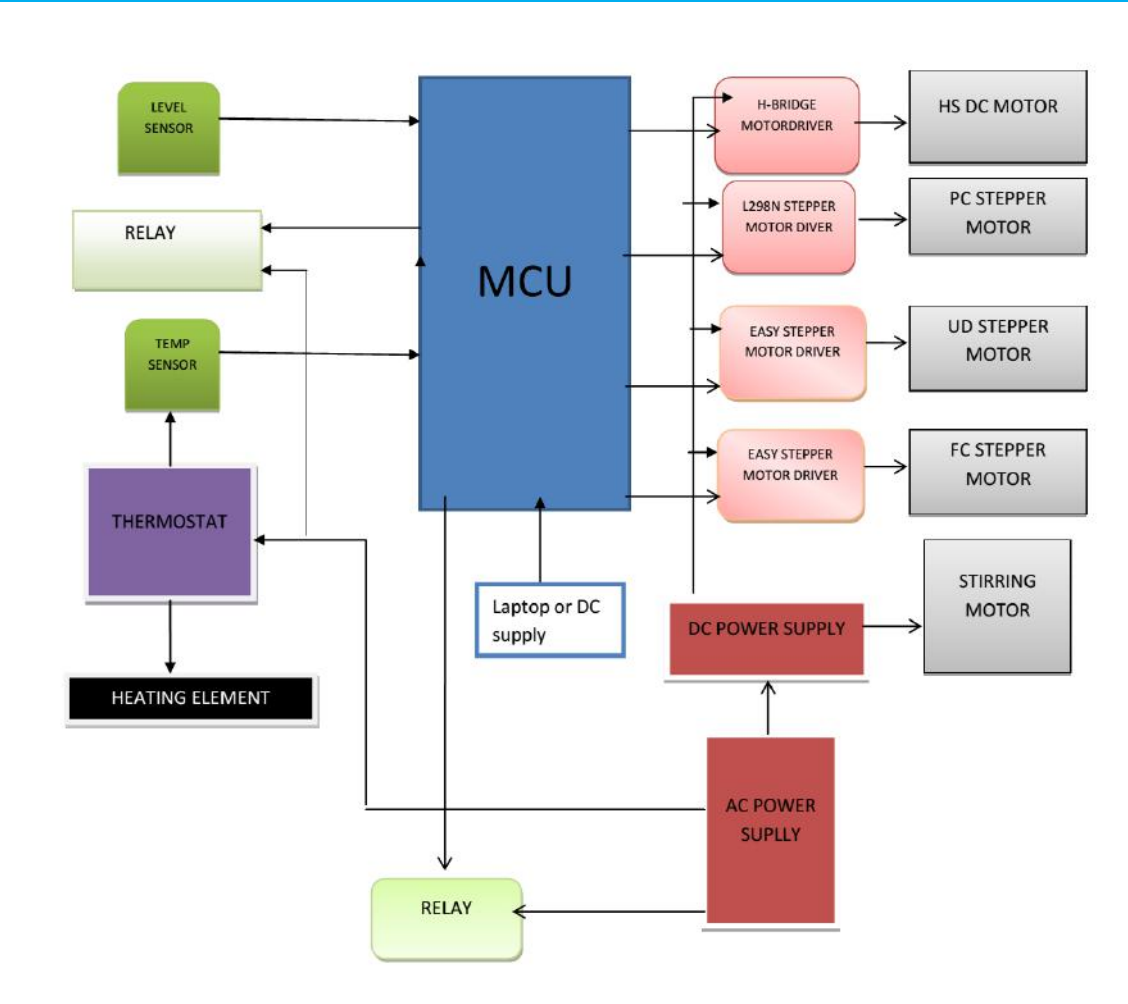 LEVEL
SENSOR
RELAY
TEMP
SENSOR
THERMOSTAT
HEATING ELEMENT
MCU
Laptop or DC
supply
H-BRIDGE
MOTORDRIVER
L298N STEPPER
MOTOR DIVER
EASY STEPPER
MOTOR DRIVER
EASY STEPPER
MOTOR DRIVER
HS DC MOTOR
PC STEPPER
MOTOR
UD STEPPER
MOTOR
FC STEPPER
MOTOR
STIRRING
MOTOR
DC POWER SUPPLY
AC POWER
SUPLLY
RELAY